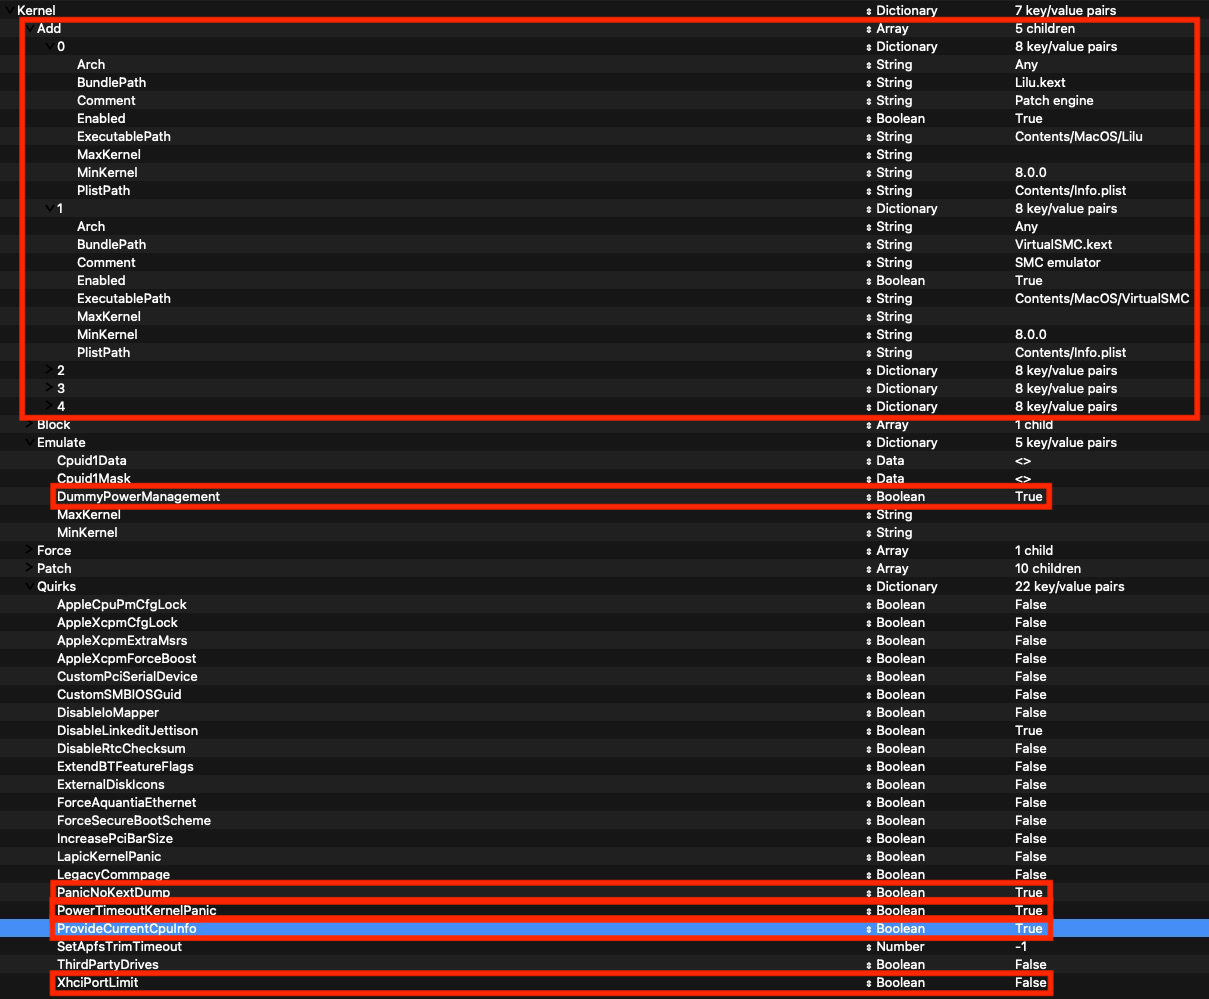 Kernel Dictionary 7 key/value pairs
Add Array 5 children
0 Dictionary 8 key/value pairs
Arch String Any
BundlePath String Lilu.kext
Comment String Patch engine
Enabled Boolean True
ExecutablePath String Contents/MacOS/Lilu
MaxKernel String
MinKernel String 8.0.0
PlistPath String Contents/Info.plist
1 Dictionary 8 key/value pairs
Arch String Any
BundlePath String VirtualSMC.kext
Comment String SMC emulator
Enabled Boolean True
ExecutablePath String Contents/MacOS/VirtualSMC
MaxKernel String
MinKernel String 8.0.0
PlistPath String Contents/Info.plist
2 Dictionary 8 key/value pairs
3 Dictionary 8 key/value pairs
4 Dictionary 8 key/value pairs
Block Array 1 child
Emulate Dictionary 5 key/value pairs
Cpuid1Data Data <>
Cpuid1Mask Data <>
DummyPowerManagement Boolean True
MaxKernel String
MinKernel String
Force Array 1 child
Patch Array 10 children
Quirks Dictionary 22 key/value pairs
AppleCpuPmCfgLock Boolean False
AppleXcpmCfgLock Boolean False
AppleXcpmExtraMsrs Boolean False
AppleXcpmForceBoost Boolean False
CustomPciSerialDevice Boolean False
CustomSMBIOSGuid Boolean False
DisableIoMapper Boolean False
DisableLinkeditJettison Boolean True
DisableRtcChecksum Boolean False
ExtendBTFeatureFlags Boolean False
ExternalDiskIcons Boolean False
ForceAquantiaEthernet Boolean False
ForceSecureBootScheme Boolean False
IncreasePciBarSize Boolean False
LapicKernelPanic Boolean False
LegacyCommpage Boolean False
PanicNoKextDump Boolean True
PowerTimeoutKernelPanic Boolean True
ProvideCurrentCpuInfo Boolean True
SetApfsTrimTimeout Number -1
ThirdPartyDrives Boolean False
XhciPortLimit Boolean False